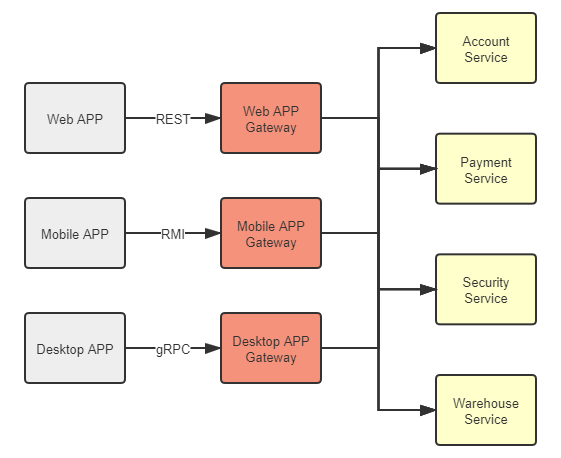 Account
Service
Web APP
REST
Web APP
Gateway
Payment
Service
Mobile APP
RMI
Mobile APP
Gateway
Security
Service
Desktop APP
gRPC
Desktop APP
Gateway
Warehouse
Service